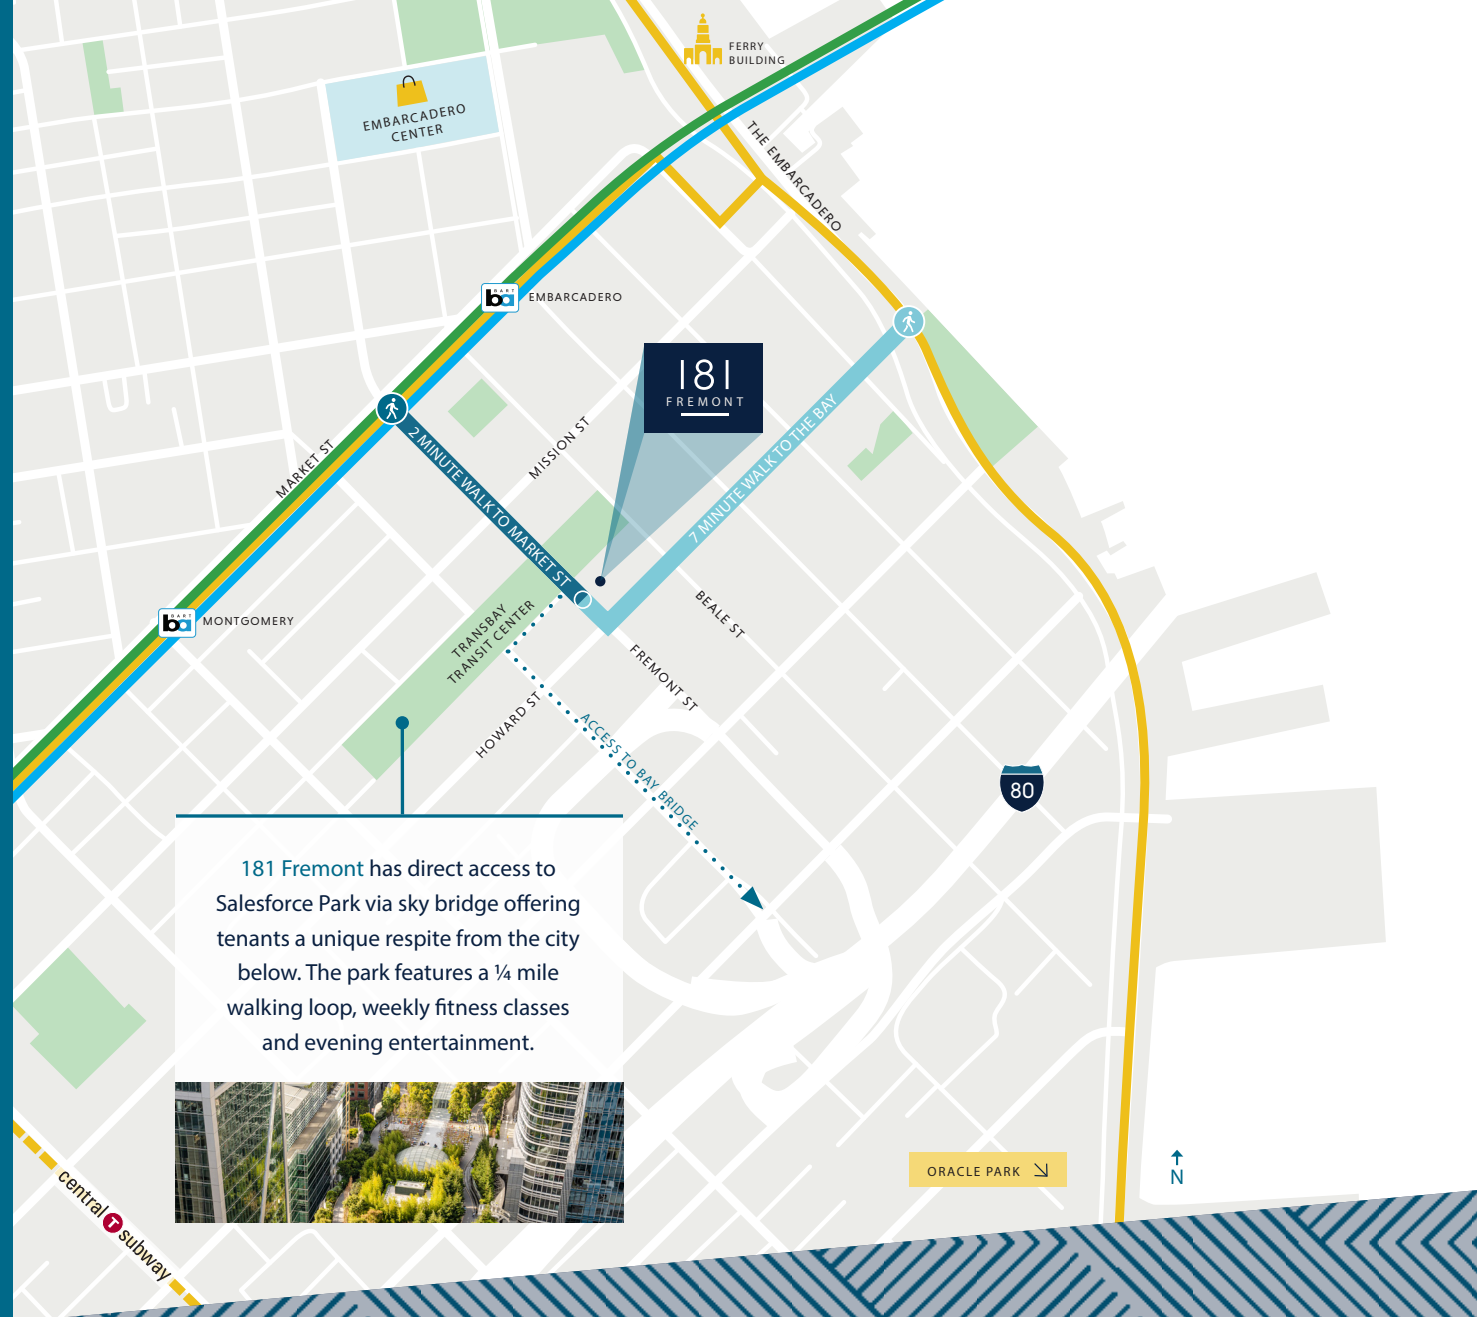 FERRY
BUILDING
EMBARCADERO
CENTER
THE EMBARCADERO
BART
ba
EMBARCADERO
181
FREMONT
MARKET ST
MISSION ST
2 MINUTE WALK TO MARKET ST
7 MINUTE WALK TO THE BAY
BART
ba
MONTGOMERY
TRANSBAY
TRANSIT CENTER
BEALE ST
FREMONT ST
HOWARD ST
ACCESS TO BAY BRIDGE
80
181 Fremont has direct access to
Salesforce Park via sky bridge offering
tenants a unique respite from the city
below. The park features a ¼ mile
walking loop, weekly fitness classes
and evening entertainment.
ORACLE PARK
N
central T subway